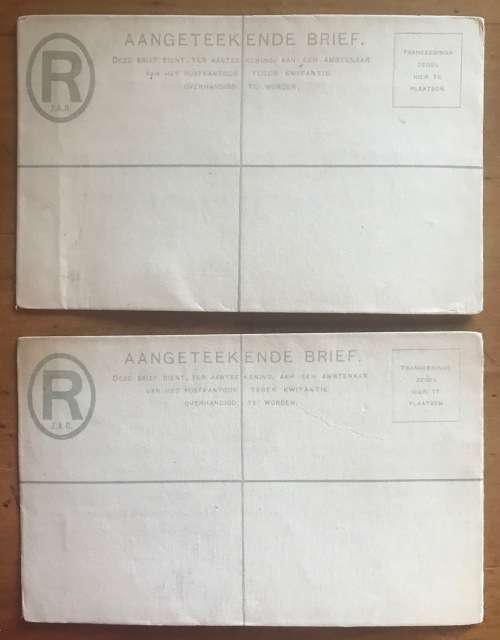 AANGETEEKENDE BRIEF.
DEZE BRIEF DIENT, TER AANTEEKENING, AAN EEN AMBTENAAR
VAN HET POSTKANTOOR TEGEN KWITANTIE
OVERHANDIGD TE WORDEN.
R
FRANKEERINGS
ZEGEL
HIER TE
PLAATSEN
AANGETEEKENDE BRIEF.
DEZE BRIEF DIENT, TER AANTEEKENING, AAN EEN AMBTENAAR
VAN HET POSTKANTOOR TEGEN KWITANTIE
OVERHANDIGD TE WORDEN.
R
FRANKEERINGS
ZEGEL
HIER TE
PLAATSEN